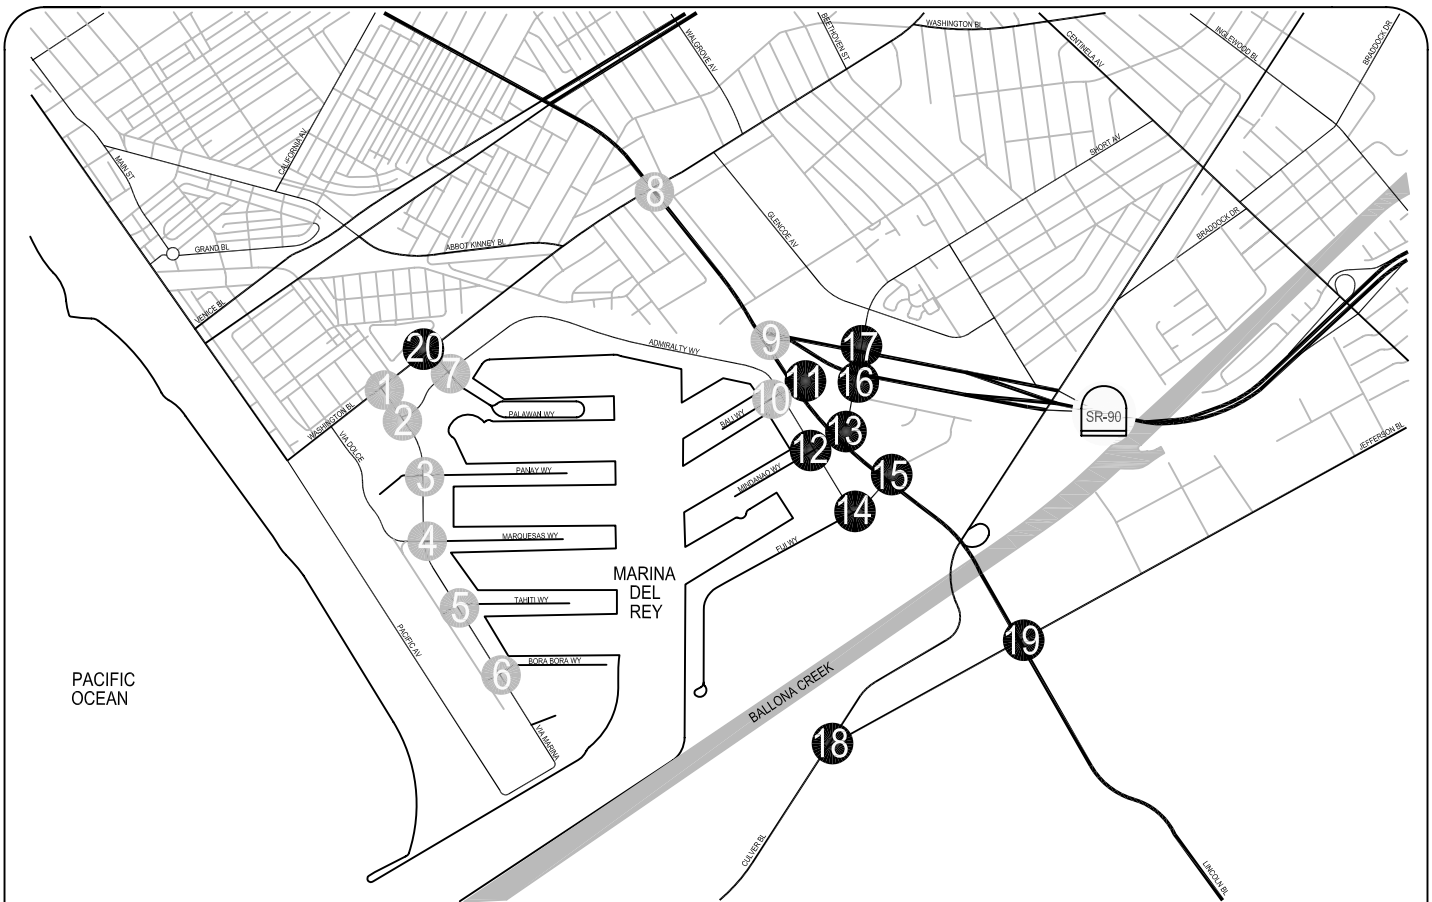 WASHINGTON BL
BEETHOVEN ST
WALGROVE AV
CENTINELA AV
INGLEWOOD BL
BRADDOCK DR
CALIFORNIA AV
SHORT AV
MAIN ST
8
GLENCOE AV
BRADDOCK DR
GRAND BL
ABBOT KINNEY BL
VENICE BL
9
17
20
ADMIRALTY WY
7
11
16
1
10
PALAWAN WY
BALI WY
SR-90
2
WASHINGTON BL
VIA DOLCE
13
JEFFERSON BL
12
3
PANAY WY
MINDANAO WY
15
14
4
MARQUESAS WY
FIJI WY
MARINA
DEL
REY
5
TAHITI WY
PACIFIC AV
19
6
BORA BORA WY
PACIFIC
OCEAN
BALLONA CREEK
VIA MARINA
18
CULVER BL
LINCOLN BL